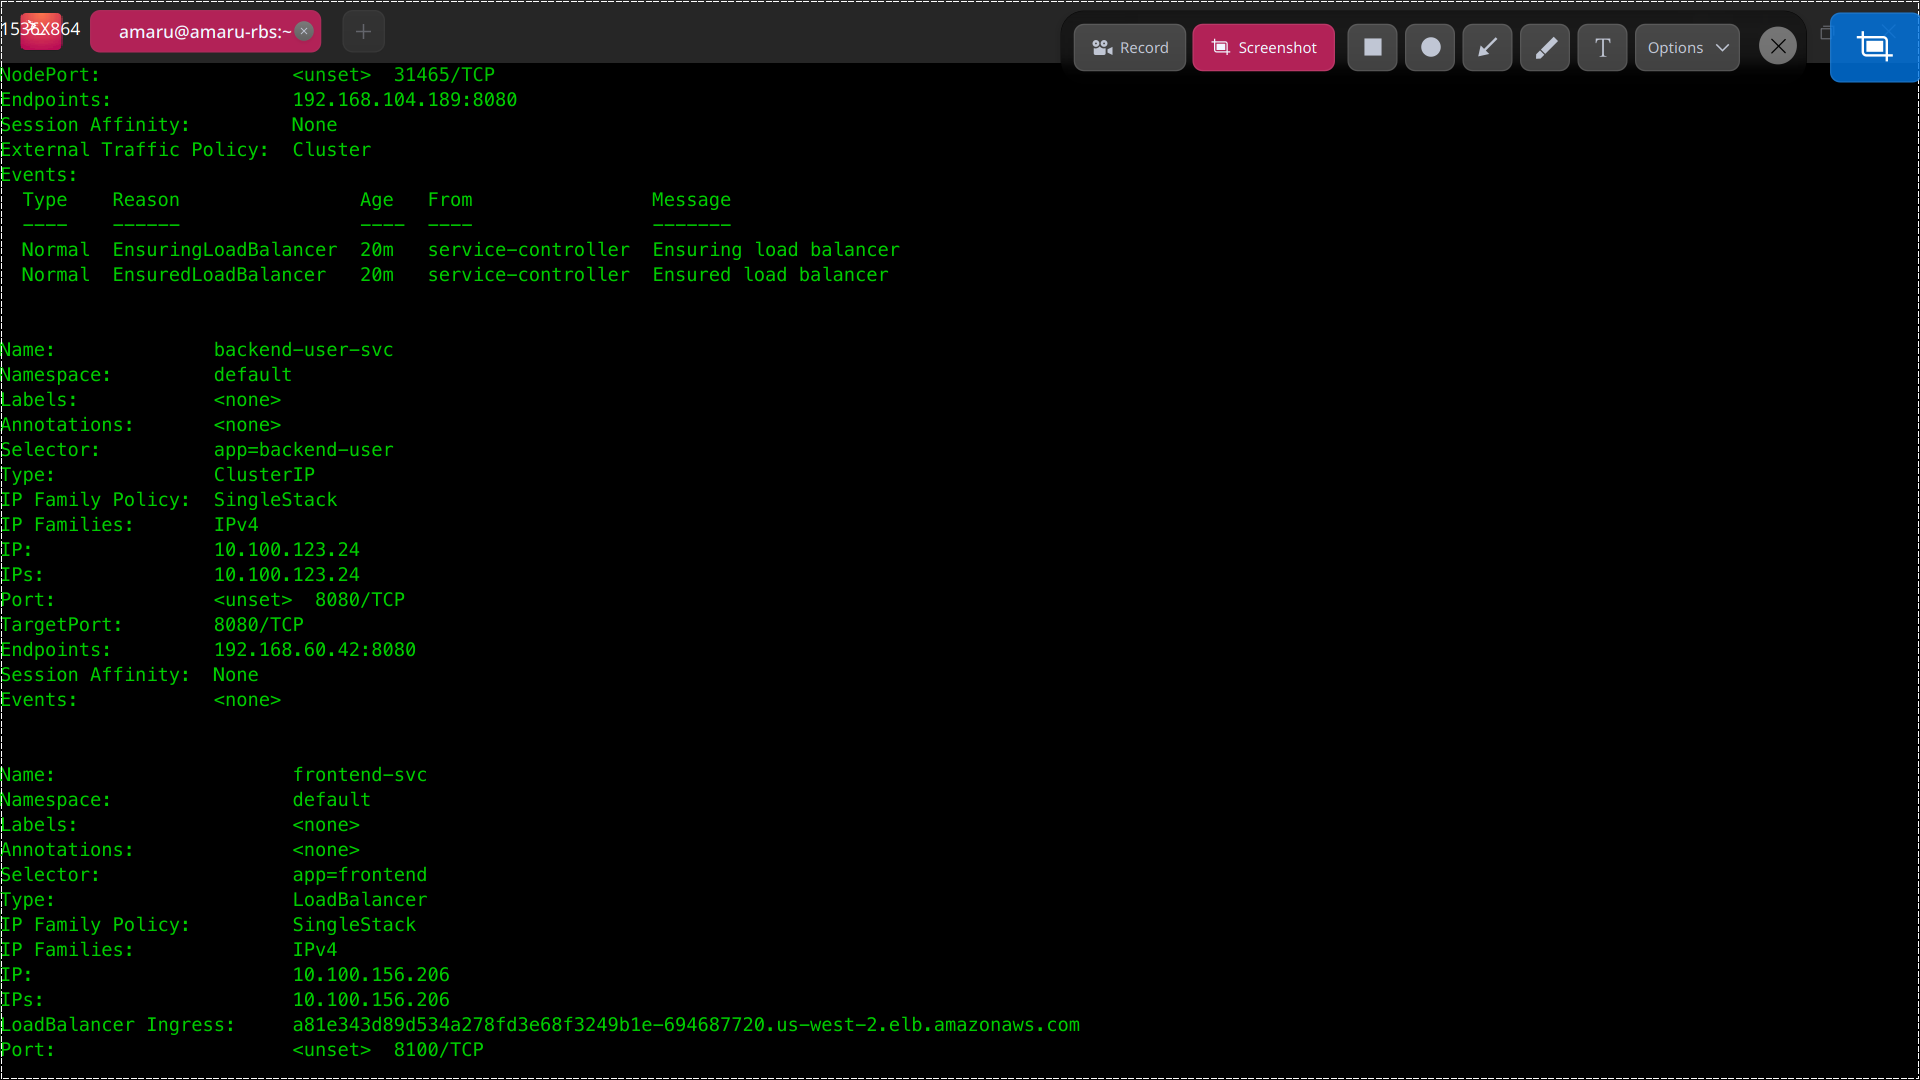 1536X864
amaru@amaru-rbs:~
Record
Screenshot
T
Options
NodePort: <unset> 31465/TCP
Endpoints: 192.168.104.189:8080
Session Affinity: None
External Traffic Policy: Cluster
Events:
Type Reason Age From Message
---- ------ ---- ---- -------
Normal EnsuringLoadBalancer 20m service-controller Ensuring load balancer
Normal EnsuredLoadBalancer 20m service-controller Ensured load balancer
Name: backend-user-svc
Namespace: default
Labels: <none>
Annotations: <none>
Selector: app=backend-user
Type: ClusterIP
IP Family Policy: SingleStack
IP Families: IPv4
IP: 10.100.123.24
IPs: 10.100.123.24
Port: <unset> 8080/TCP
TargetPort: 8080/TCP
Endpoints: 192.168.60.42:8080
Session Affinity: None
Events: <none>
Name: frontend-svc
Namespace: default
Labels: <none>
Annotations: <none>
Selector: app=frontend
Type: LoadBalancer
IP Family Policy: SingleStack
IP Families: IPv4
IP: 10.100.156.206
IPs: 10.100.156.206
LoadBalancer Ingress: a81e343d89d534a278fd3e68f3249b1e-694687720.us-west-2.elb.amazonaws.com
Port: <unset> 8100/TCP